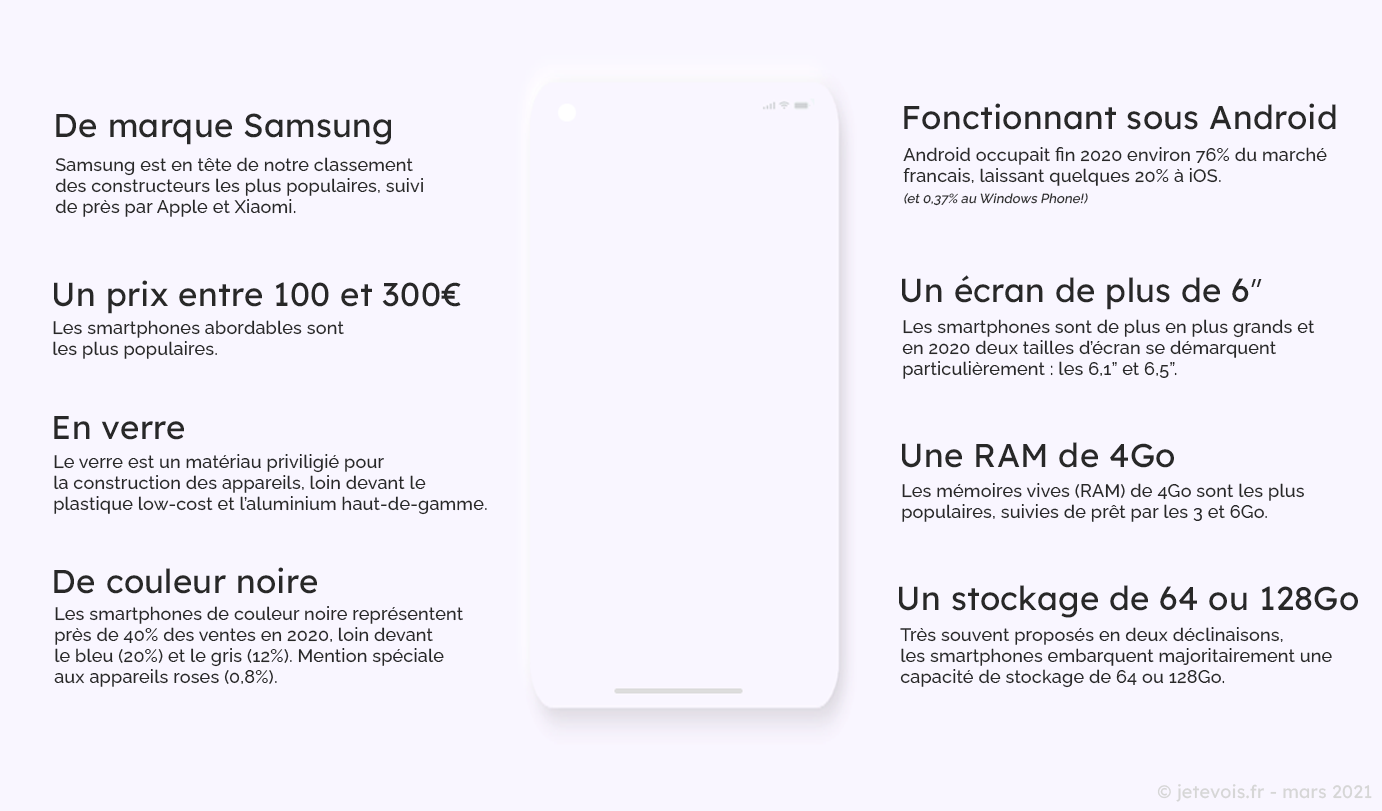 De marque Samsung
Samsung est en tête de notre classement
des constructeurs les plus populaires, suivi
de près par Apple et Xiaomi.
Un prix entre 100 et 300€
Les smartphones abordables sont
les plus populaires.
En verre
Le verre est un matériau priviligié pour
la construction des appareils, loin devant le
plastique low-cost et l'aluminium haut-de-gamme.
De couleur noire
Les smartphones de couleur noire représentent
près de 40% des ventes en 2020, loin devant
le bleu (20%) et le gris (12%). Mention spéciale
aux appareils roses (0,8%).
Fonctionnant sous Android
Android occupait fin 2020 environ 76% du marché
francais, laissant quelques 20% à iOS.
(et 0,37% au Windows Phone!)
Un écran de plus de 6″
Les smartphones sont de plus en plus grands et
en 2020 deux tailles d'écran se démarquent
particulièrement : les 6,1” et 6,5”.
Une RAM de 4Go
Les mémoires vives (RAM) de 4Go sont les plus
populaires, suivies de prêt par les 3 et 6Go.
Un stockage de 64 ou 128Go
Très souvent proposés en deux déclinaisons,
les smartphones embarquent majoritairement une
capacité de stockage de 64 ou 128Go.
© jetevois.fr - mars 2021